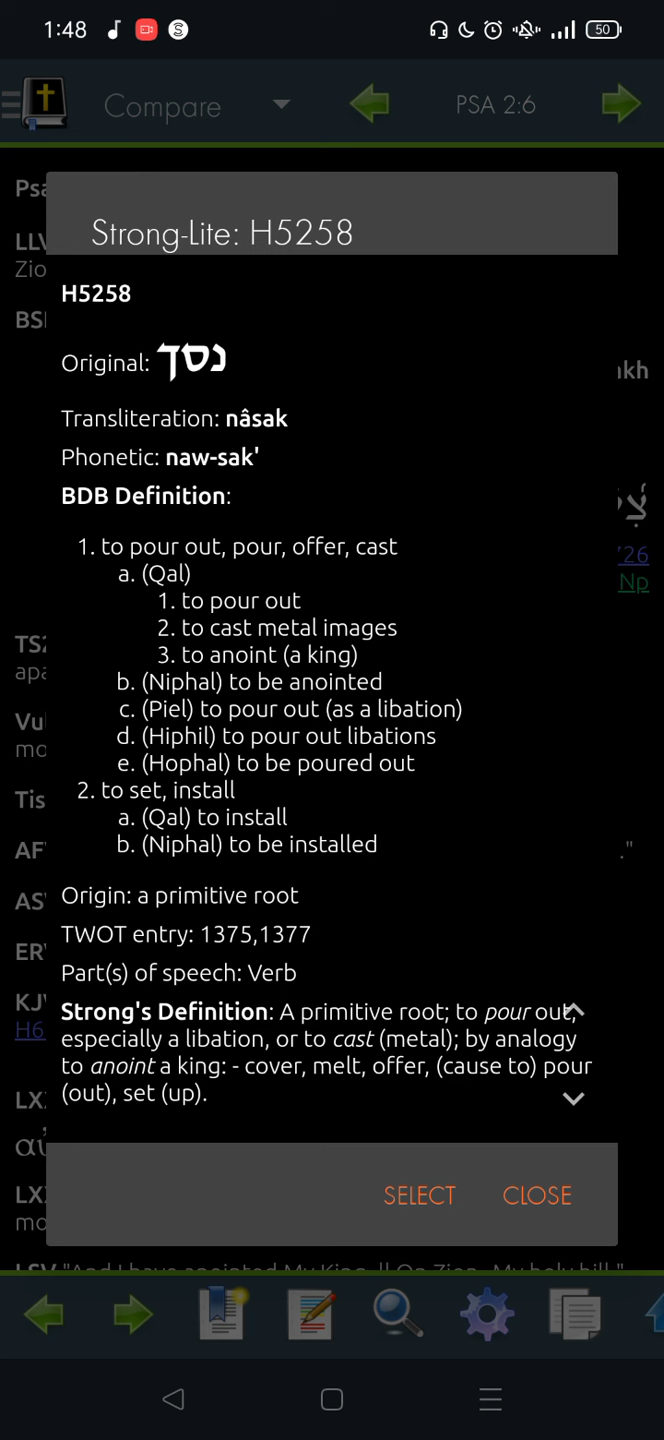 1:48
50
Compare
PSA 2:6
Strong-Lite: H5258
H5258
Original: נסך
Transliteration: nâsak
Phonetic: naw-sak'
BDB Definition:
1. to pour out, pour, offer, cast
a. (Qal)
1. to pour out
2. to cast metal images
3. to anoint (a king)
b. (Niphal) to be anointed
c. (Piel) to pour out (as a libation)
d. (Hiphil) to pour out libations
e. (Hophal) to be poured out
2. to set, install
a. (Qal) to install
b. (Niphal) to be installed
Origin: a primitive root
TWOT entry: 1375,1377
Part(s) of speech: Verb
Strong's Definition: A primitive root; to pour out,
especially a libation, or to cast (metal); by analogy
to anoint a king: - cover, melt, offer, (cause to) pour
(out), set (up).
SELECT
CLOSE